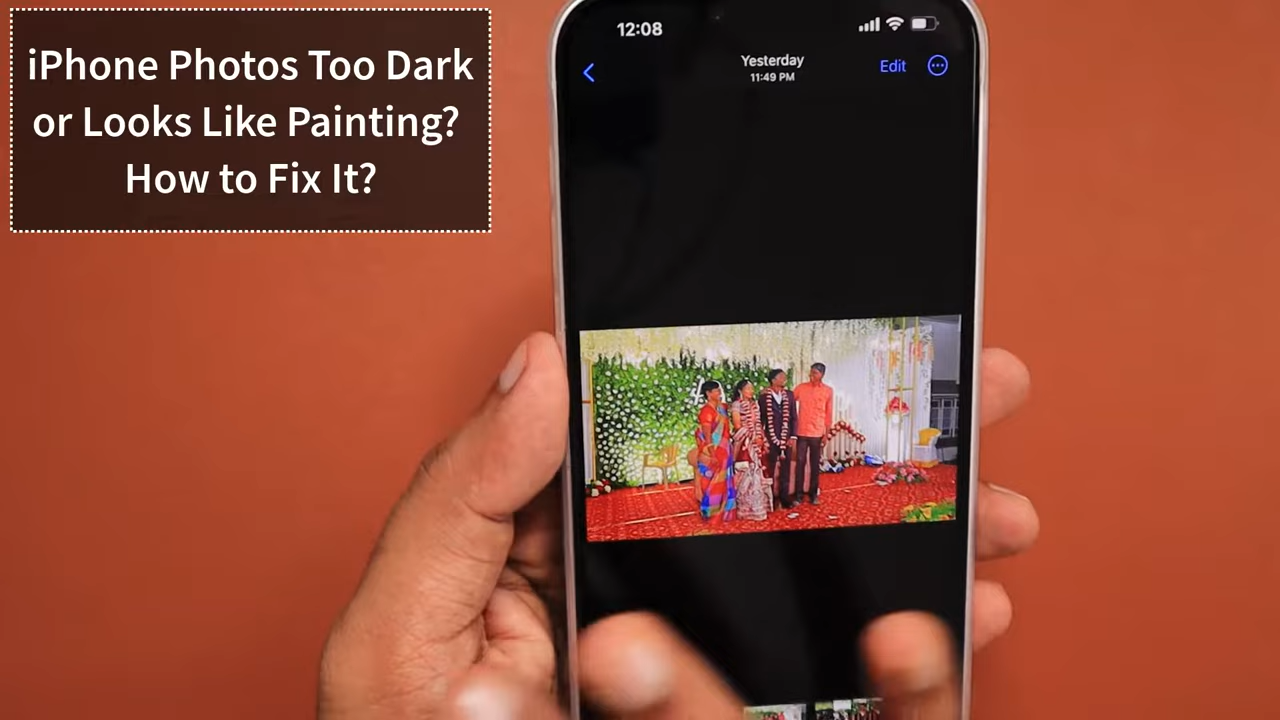 iPhone Photos Too Dark
or Looks Like Painting?
How to Fix It?
12:08
Yesterday
11:49 PM
Edit